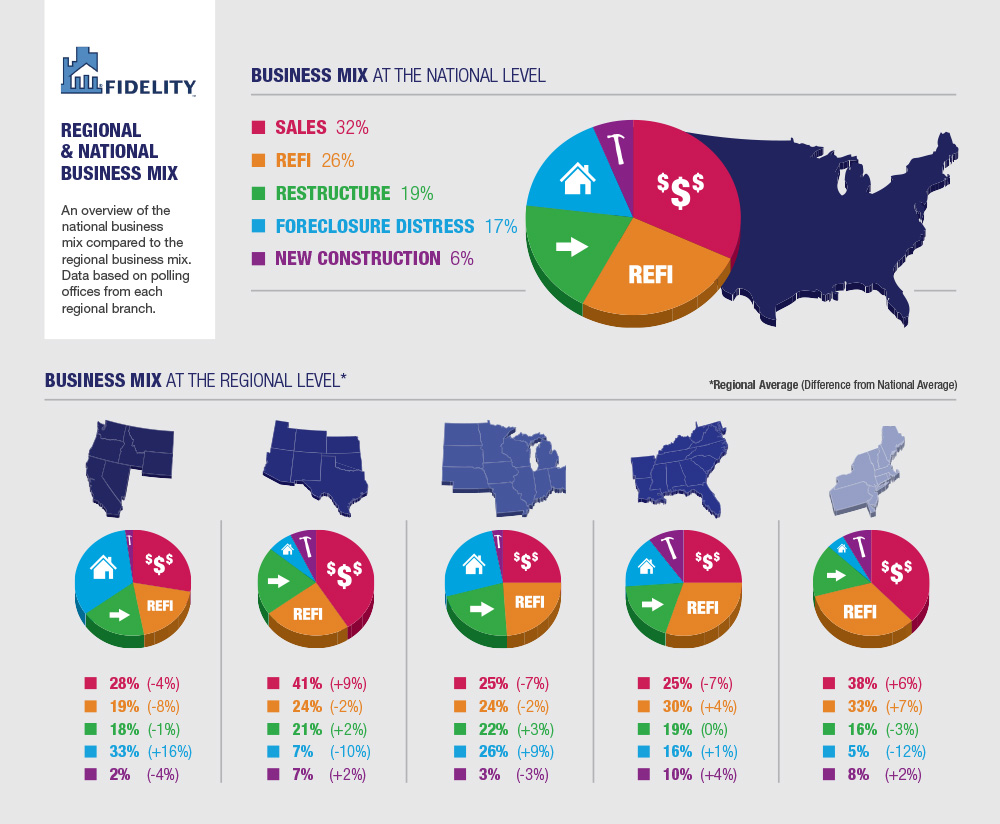 FIDELITY
REGIONAL
& NATIONAL
BUSINESS MIX
An overview of the
national business
mix compared to the
regional business mix.
Data based on polling
offices from each
regional branch.
BUSINESS MIX AT THE NATIONAL LEVEL
SALES 32%
REFI 26%
RESTRUCTURE 19%
FORECLOSURE DISTRESS 17%
NEW CONSTRUCTION 6%
$$$
REFI
BUSINESS MIX AT THE REGIONAL LEVEL*
*Regional Average (Difference from National Average)
$$$
REFI
28% (-4%)
19% (-8%)
18% (-1%)
33% (+16%)
2% (-4%)
$$$
REFI
41% (+9%)
24% (-2%)
21% (+2%)
7% (-10%)
7% (+2%)
$$$
REFI
25% (-7%)
24% (-2%)
22% (+3%)
26% (+9%)
3% (-3%)
$$$
REFI
25% (-7%)
30% (+4%)
19% (0%)
16% (+1%)
10% (+4%)
$$$
REFI
38% (+6%)
33% (+7%)
16% (-3%)
5% (-12%)
8% (+2%)